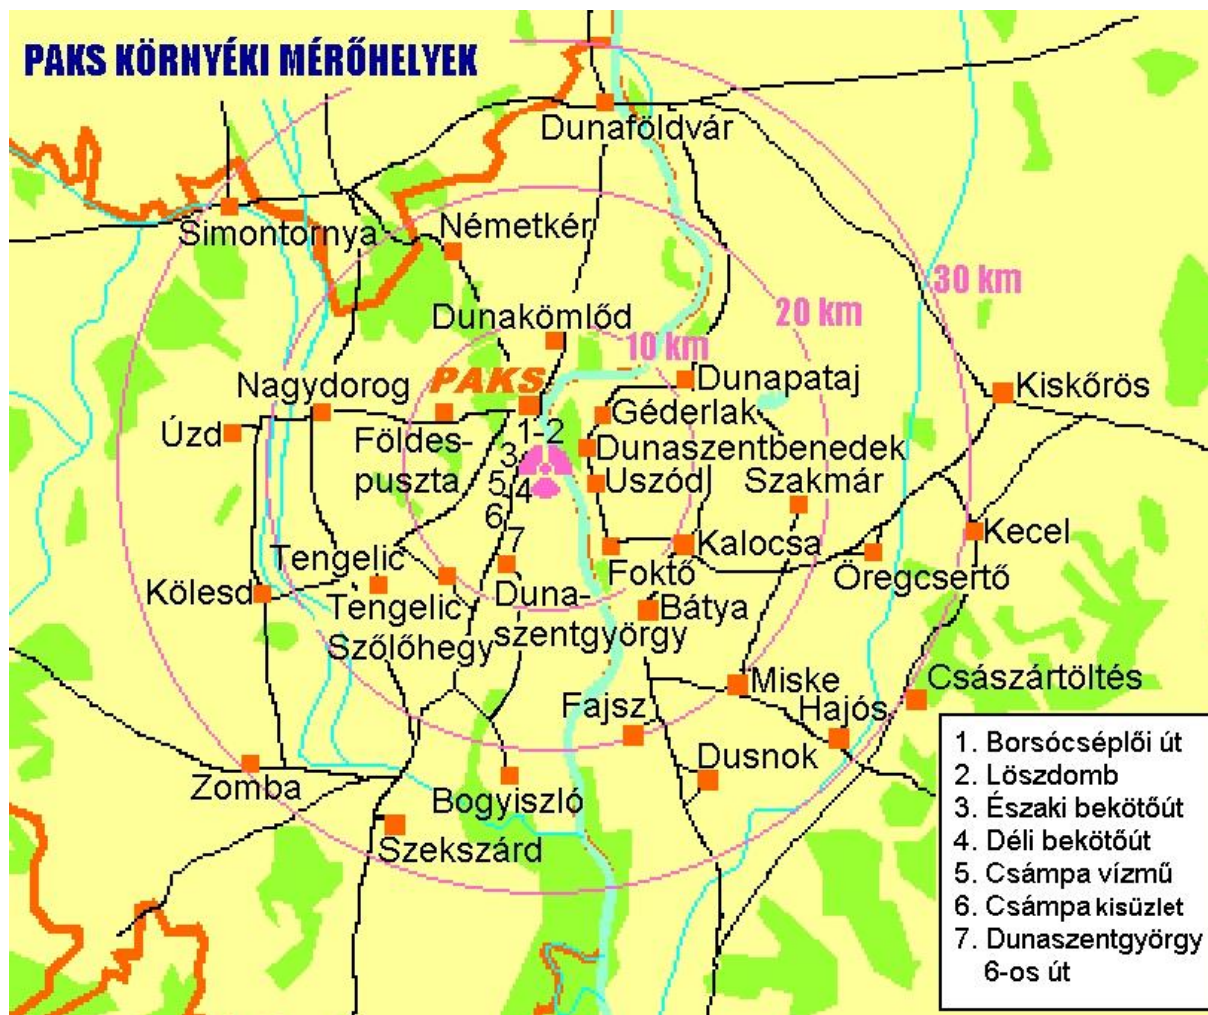 PAKS KÖRNYÉKI MÉRŐHELYEK
Dunaföldvár
Simontornya
Németkér
30 km
20 km
Dunakömlőd
10 km
Nagydorog
PAKS
Dunapataj
Kiskőrös
Géderlak
Úzd
Földes-
puszta
1-2
3
5
4
6
7
Dunaszentbenedek
Uszód
Szakmár
Kecel
Kalocsa
Foktő
Öregcsertő
Tengelic
Kölesd
Tengelic
Szőlőhegy
Duna-
szentgyörgy
Bátya
Miske
Császártöltés
Fajsz
Hajós
Dusnok
Zomba
Bogyiszló
Szekszárd
1. Borsócséplői út
2. Löszdomb
3. Északi bekötőút
4. Déli bekötőút
5. Csámpa vízmű
6. Csámpa kisüzlet
7. Dunaszentgyörgy
6-os út